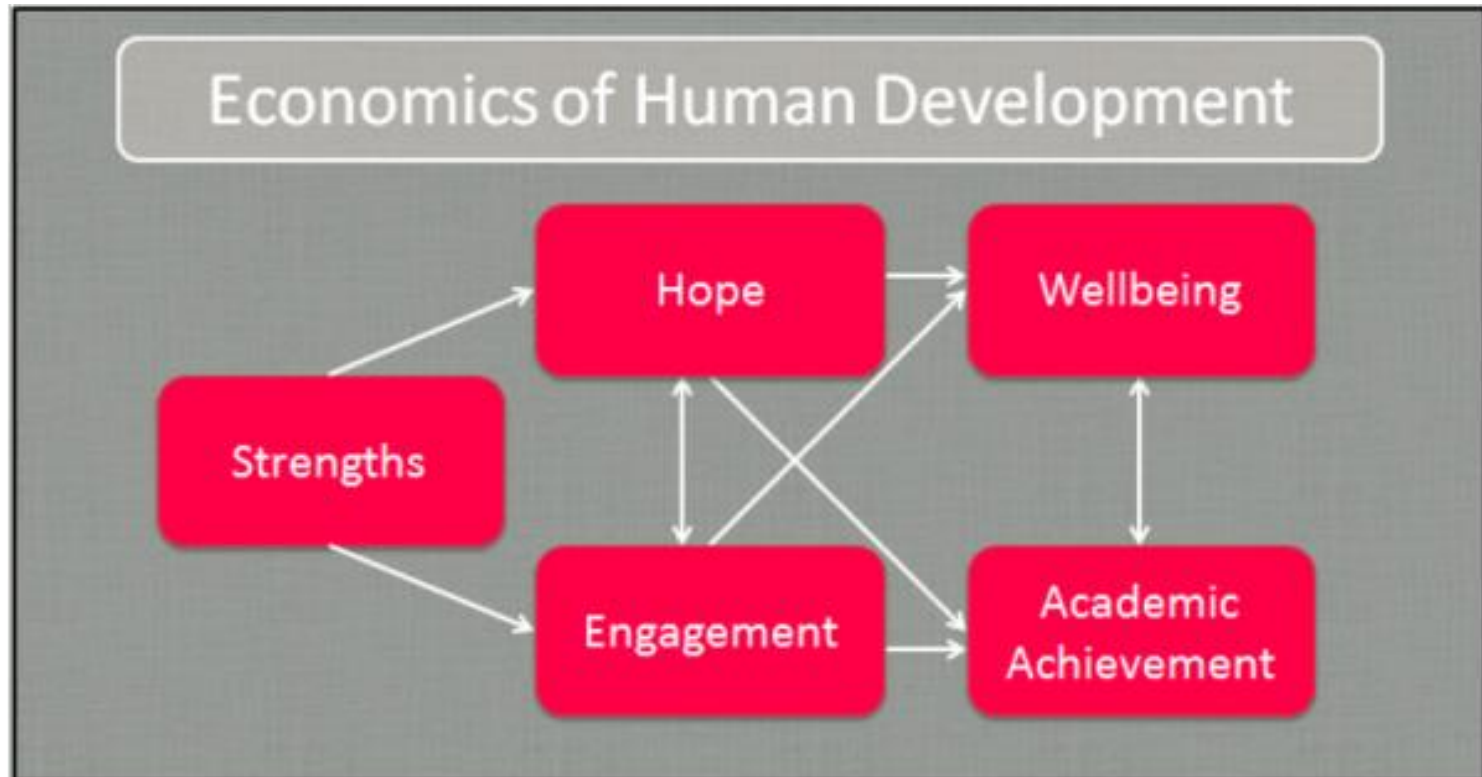 Economics of Human Development
Hope
Wellbeing
Strengths
Engagement
Academic
Achievement